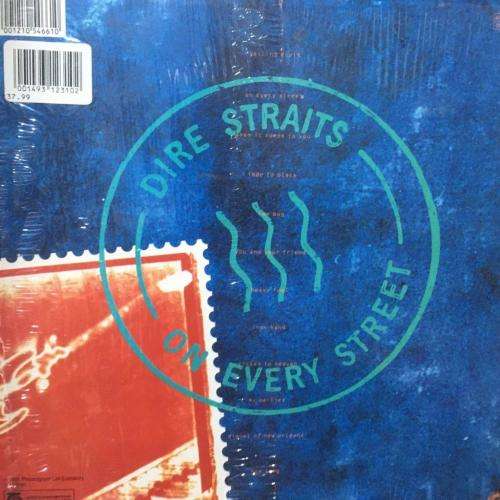 001210546610
001493123102
37.99
calling elvis
on every street
when it comes to you
fade to black
the bug
you and your friend
heavy fuel
iron hand
ticket to heaven
my parties
planet of new orleans
DIRE STRAITS
ON EVERY STREET